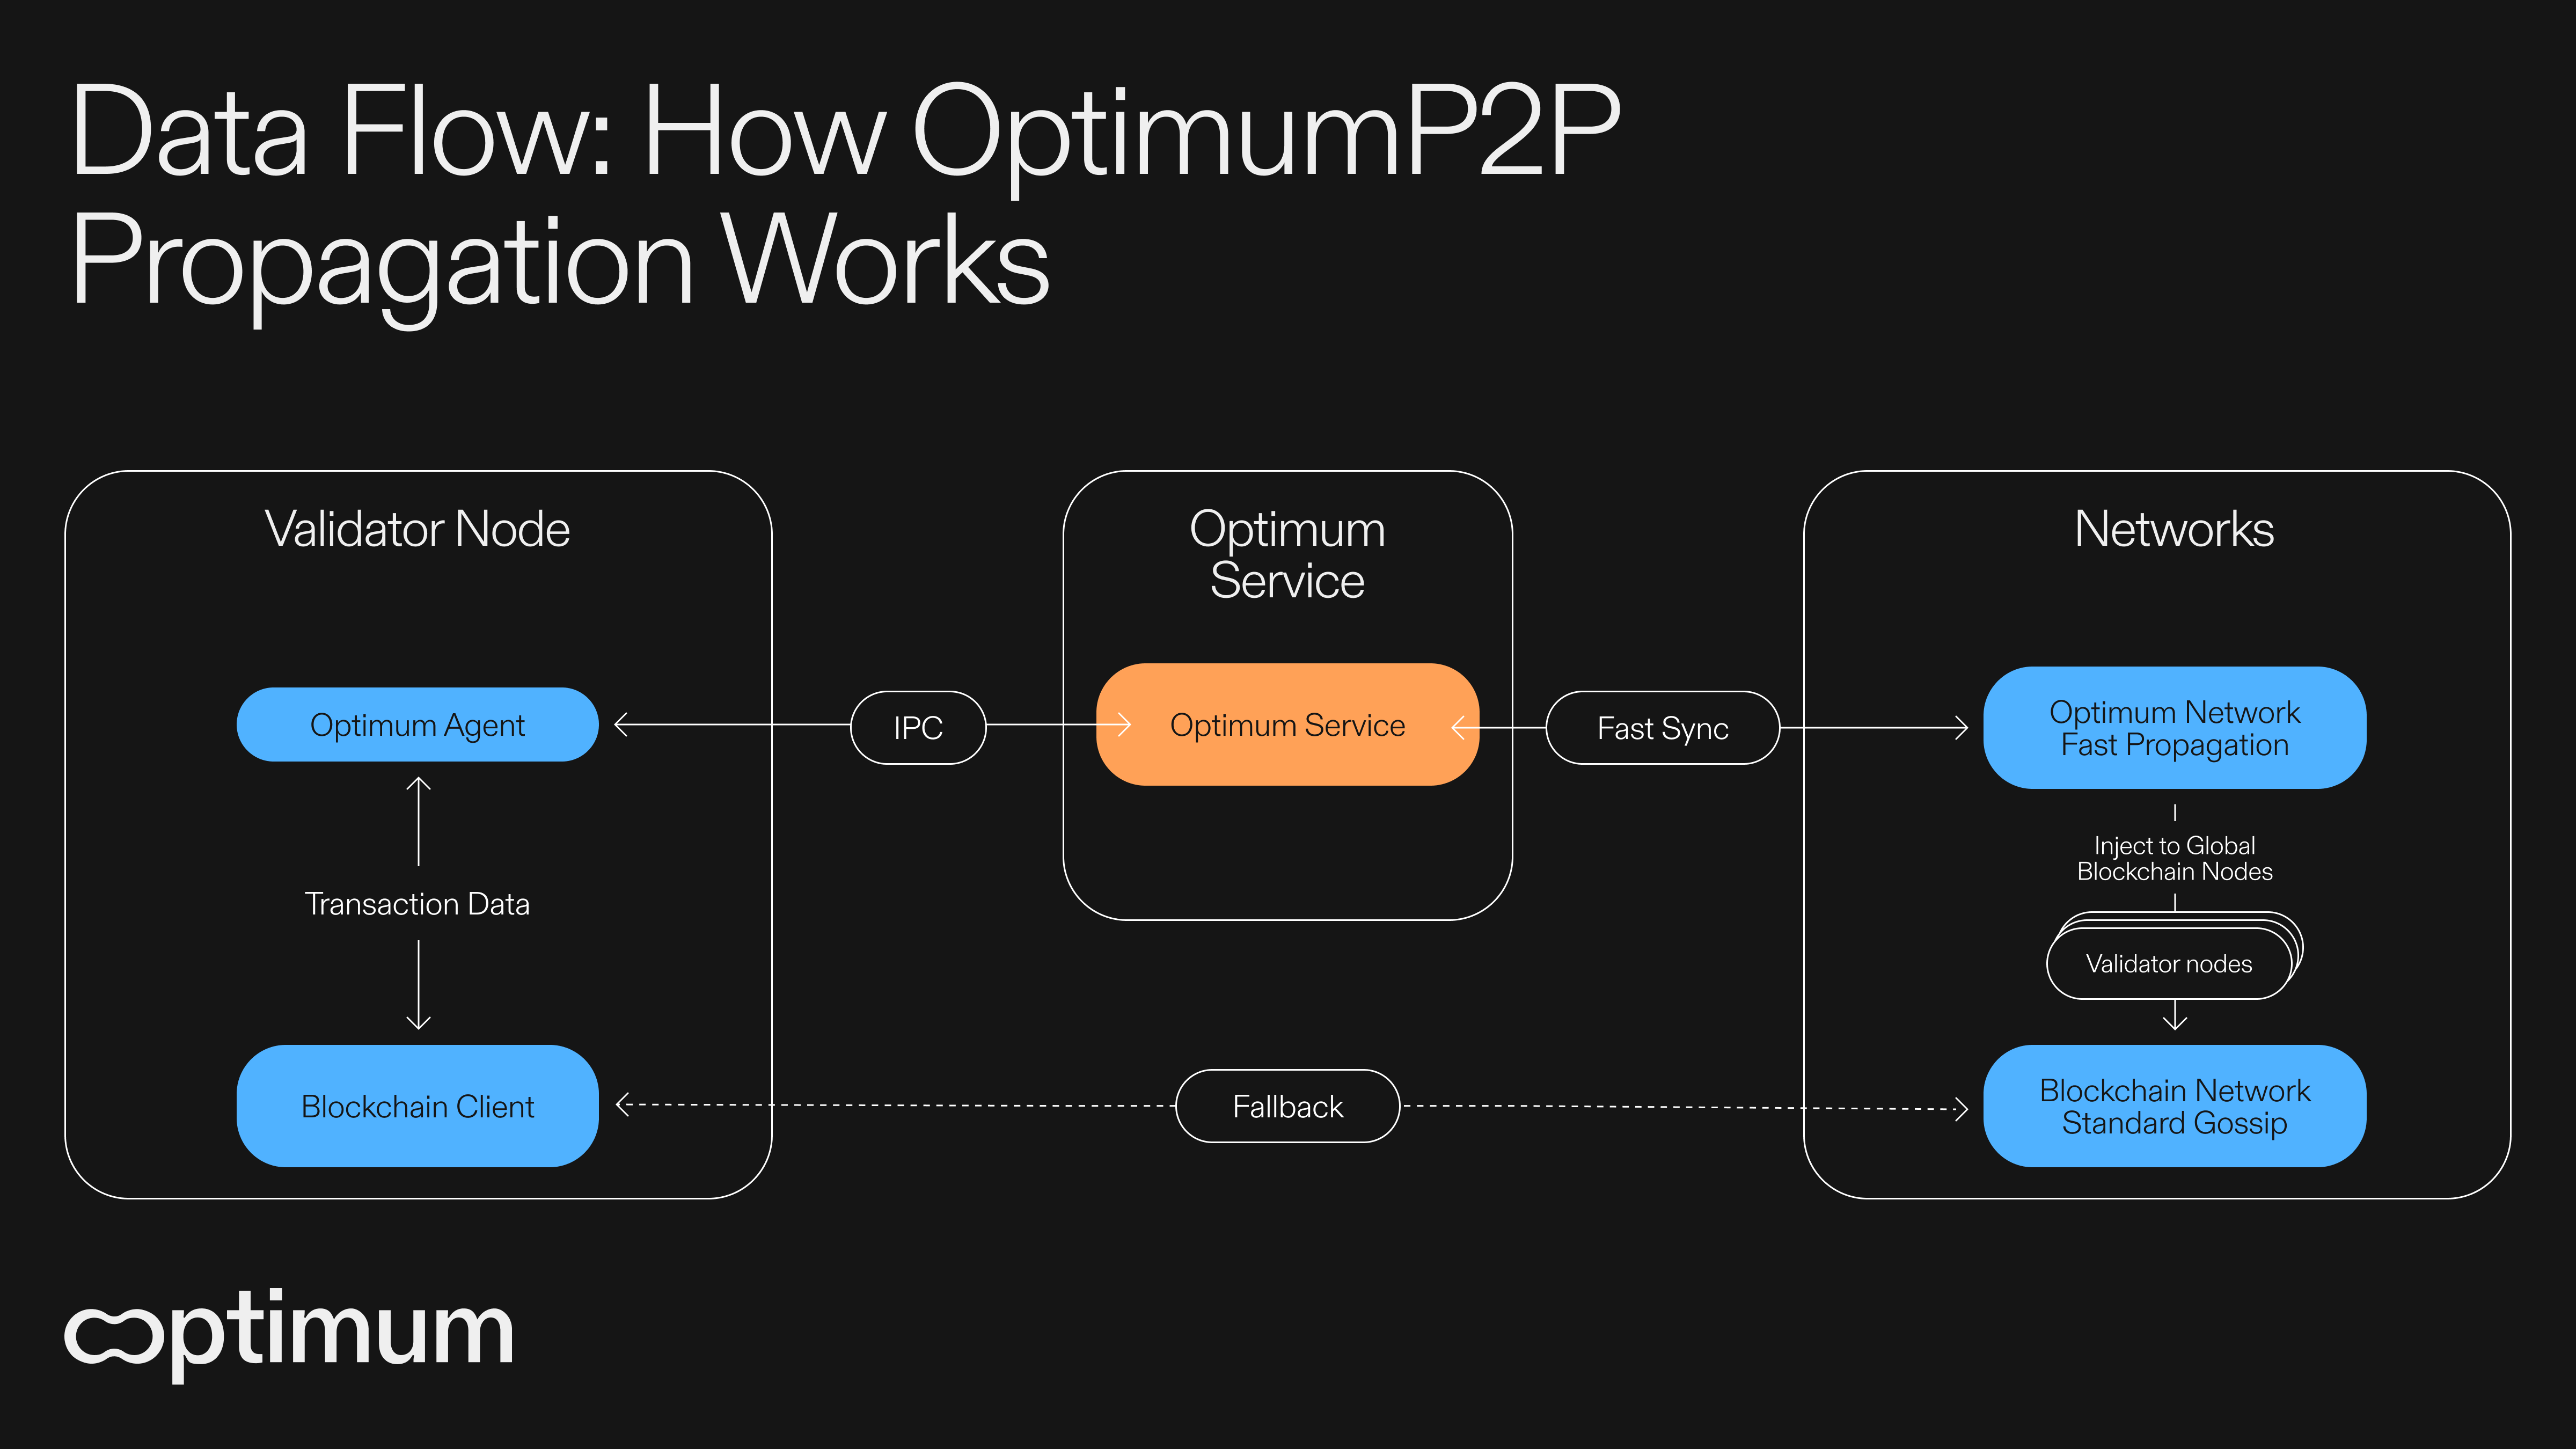 Data Flow: How OptimumP2P
Propagation Works
Validator Node
Optimum Agent
Transaction Data
Blockchain Client
IPC
Optimum
Service
Optimum Service
Fast Sync
Fallback
Networks
Optimum Network
Fast Propagation
Inject to Global
Blockchain Nodes
Validator nodes
Blockchain Network
Standard Gossip
optimum